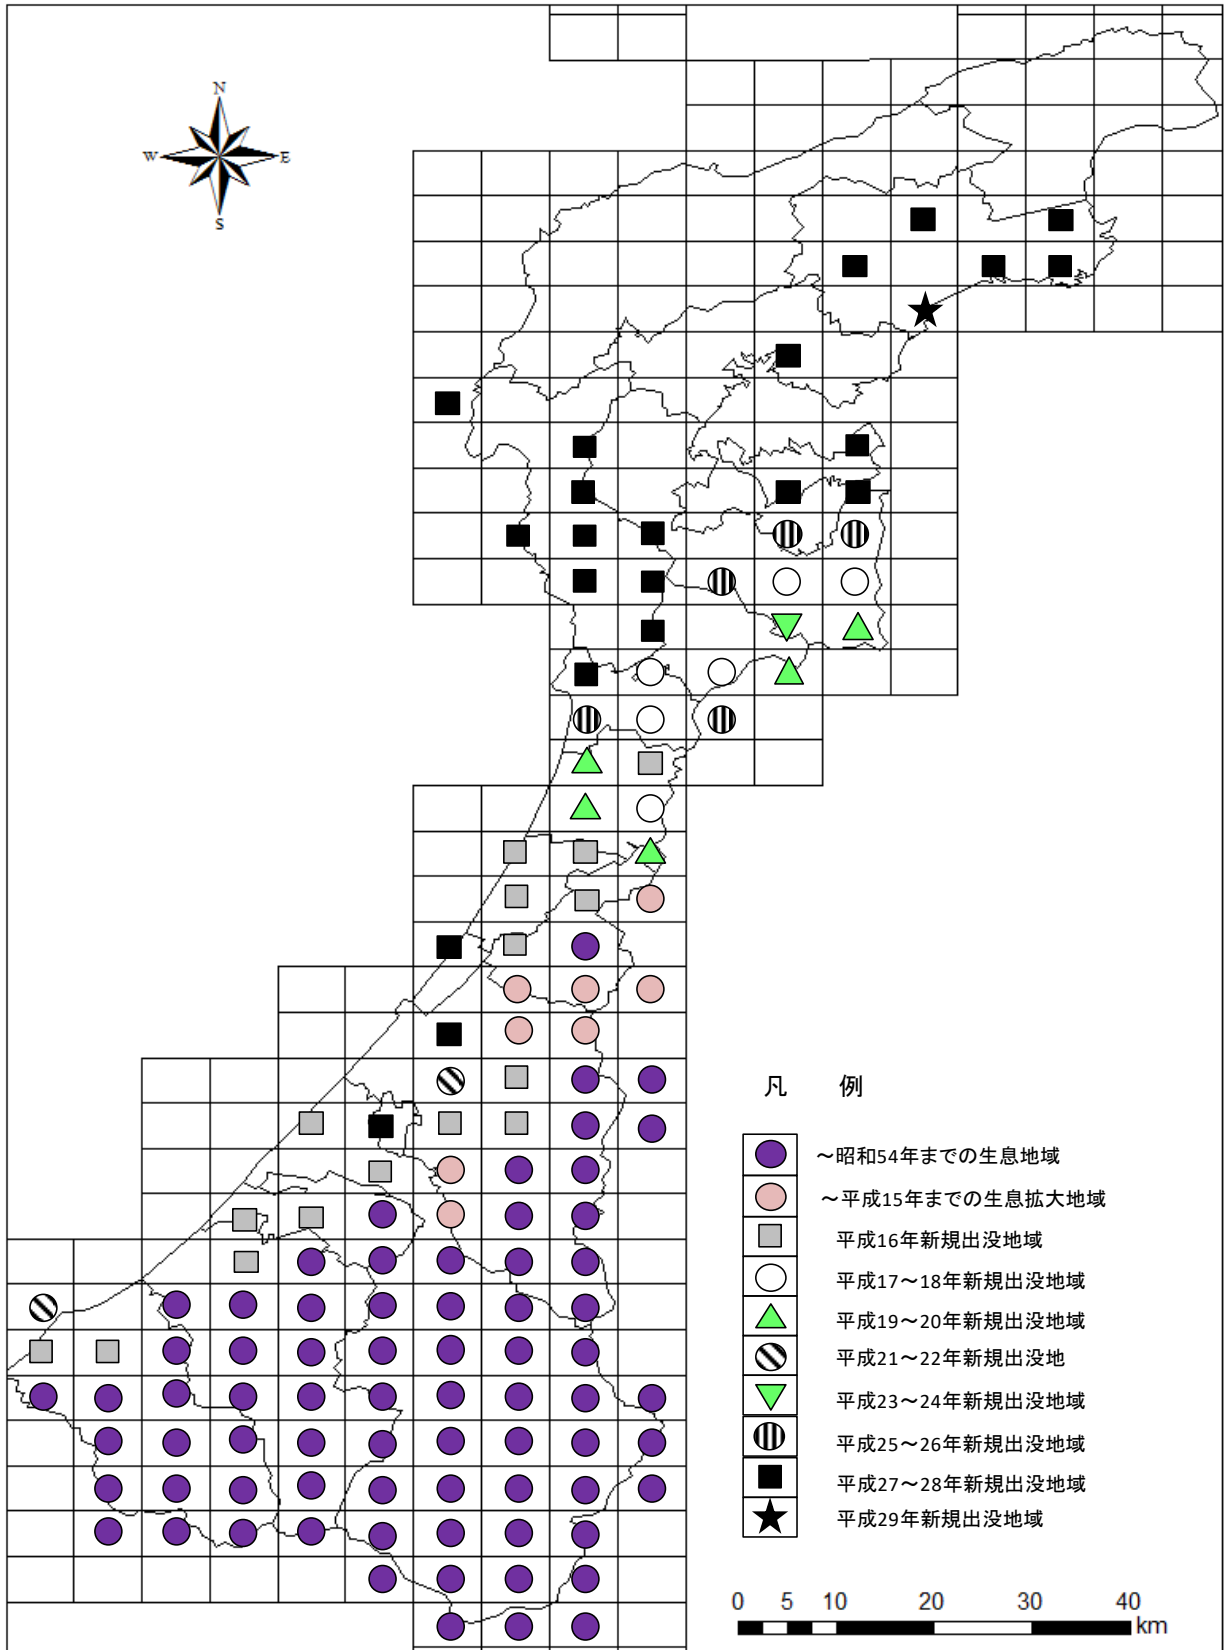 N
W E
S
凡 例
～昭和54年までの生息地域
～平成15年までの生息拡大地域
平成16年新規出没地域
平成17～18年新規出没地域
平成19～20年新規出没地域
平成21～22年新規出没地
平成23～24年新規出没地域
平成25～26年新規出没地域
平成27～28年新規出没地域
平成29年新規出没地域
0 5 10 20 30 40
km